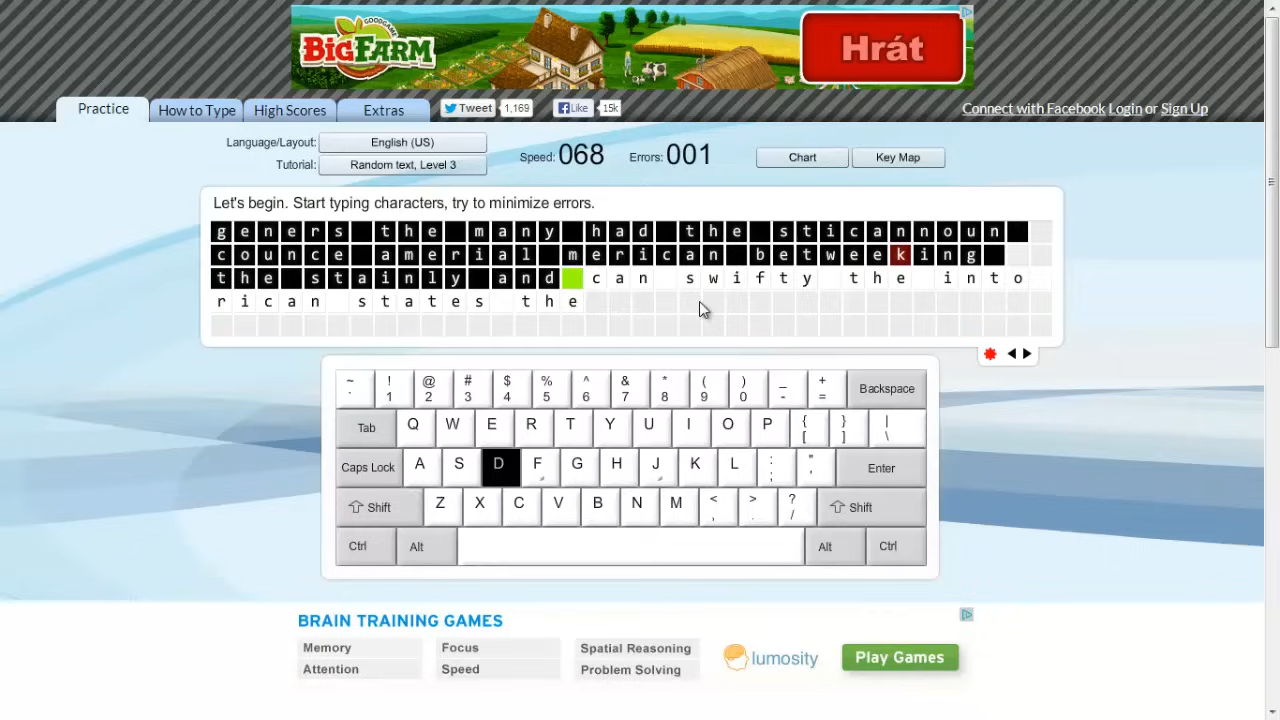 GOODGAME
BIGFARM
Hrát
Practice
How to Type
High Scores
Extras
Tweet 1,169
Like 15k
Connect with Facebook Login or Sign Up
Language/Layout: English (US)
Tutorial: Random text, Level 3
Speed: 068 Errors: 001
Chart
Key Map
Let's begin. Start typing characters, try to minimize errors.
geners the many had the sticannoun
counce amerial merican betweeking
the stainly and can swifty the into
rican states the
~ ! @ # $ % ^ & * ( ) _ +
` 1 2 3 4 5 6 7 8 9 0 - = Backspace
Tab Q W E R T Y U I O P { [ } ] | \
Caps Lock A S D F G H J K L : ; " ' Enter
Shift Z X C V B N M < , > . ? / Shift
Ctrl Alt Alt Ctrl
BRAIN TRAINING GAMES
Memory Focus Spatial Reasoning
Attention Speed Problem Solving
lumosity
Play Games